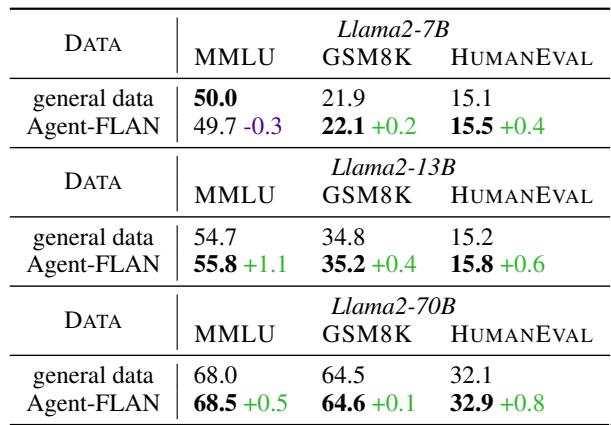 DATA Llama2-7B
MMLU GSM8K HUMANEVAL
general data 50.0 21.9 15.1
Agent-FLAN 49.7 -0.3 22.1 +0.2 15.5 +0.4
DATA Llama2-13B
MMLU GSM8K HUMANEVAL
general data 54.7 34.8 15.2
Agent-FLAN 55.8 +1.1 35.2 +0.4 15.8 +0.6
DATA Llama2-70B
MMLU GSM8K HUMANEVAL
general data 68.0 64.5 32.1
Agent-FLAN 68.5 +0.5 64.6 +0.1 32.9 +0.8